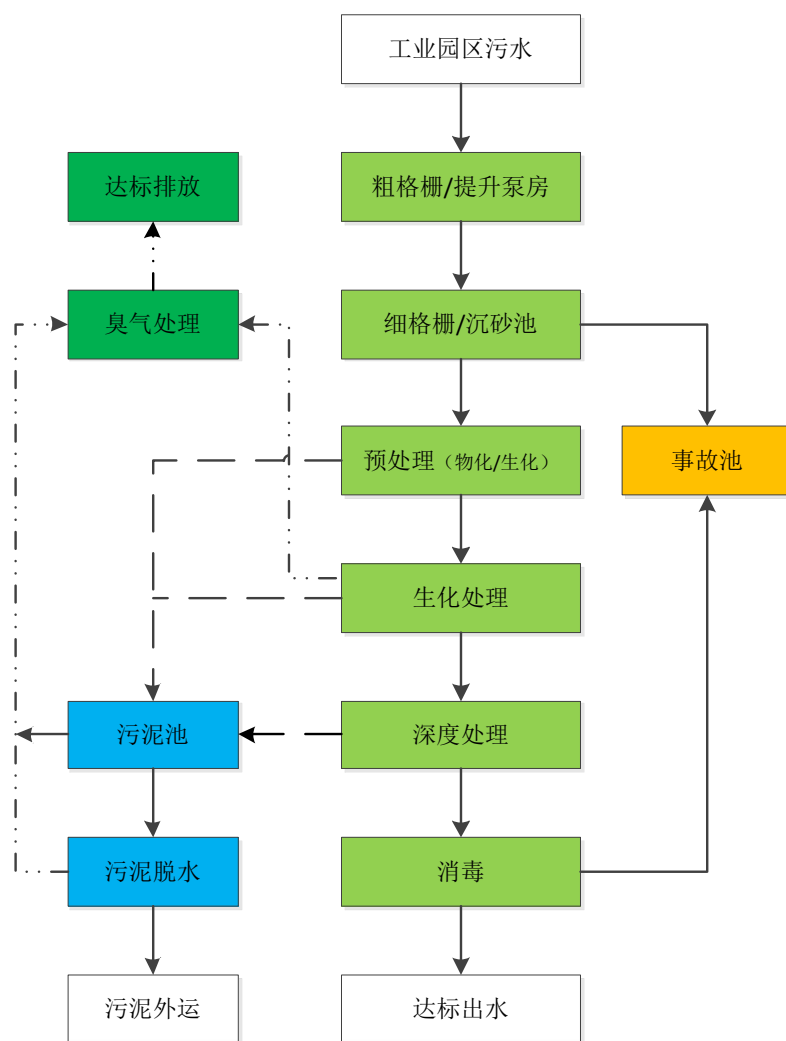 工业园区污水
达标排放
粗格栅/提升泵房
臭气处理
细格栅/沉砂池
预处理（物化/生化）
事故池
生化处理
污泥池
深度处理
污泥脱水
消毒
污泥外运
达标出水